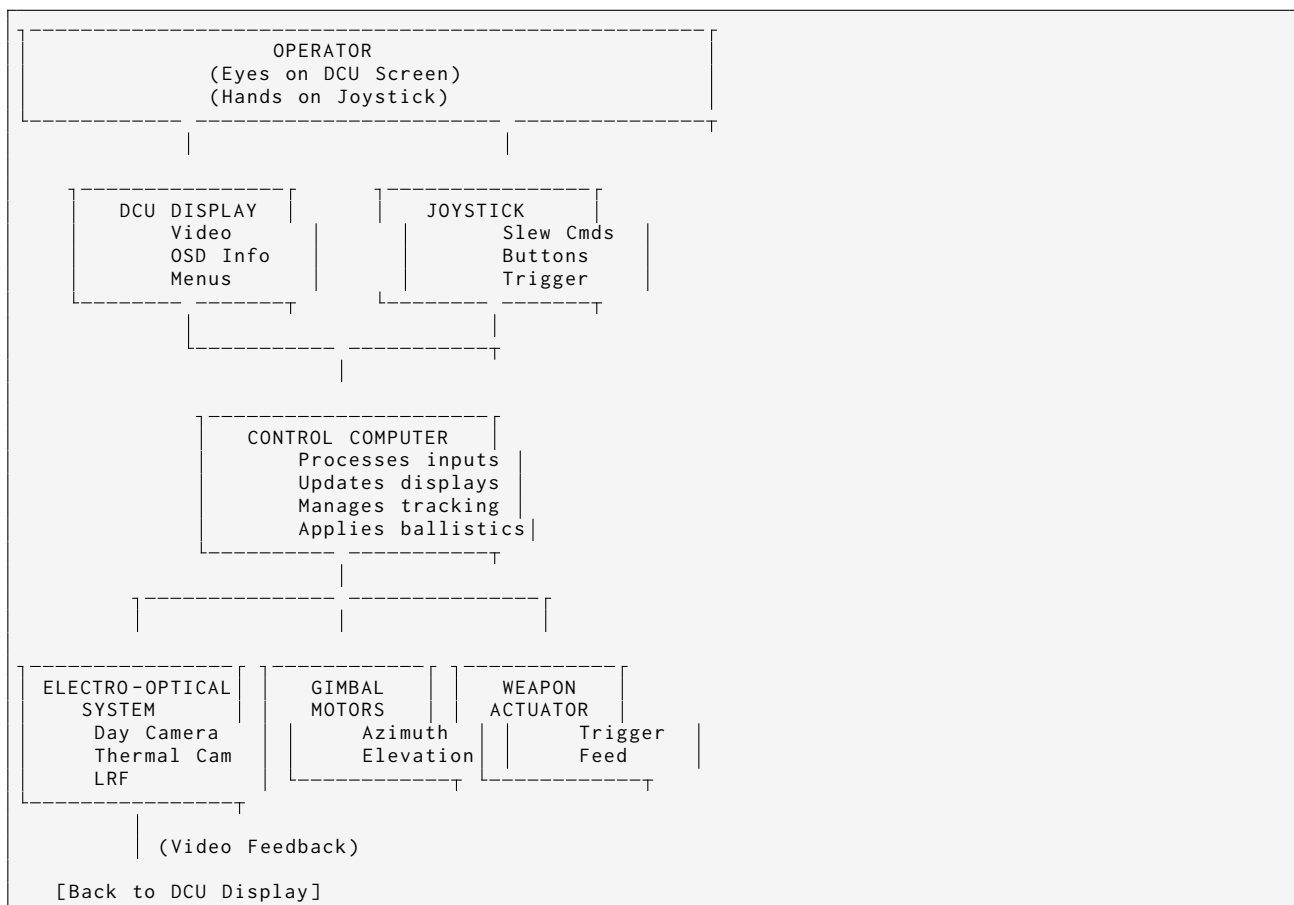 OPERATOR
(Eyes on DCU Screen)
(Hands on Joystick)
DCU DISPLAY
Video
OSD Info
Menus
JOYSTICK
Slew Cmds
Buttons
Trigger
CONTROL COMPUTER
Processes inputs
Updates displays
Manages tracking
Applies ballistics
ELECTRO-OPTICAL
SYSTEM
Day Camera
Thermal Cam
LRF
GIMBAL
MOTORS
Azimuth
Elevation
WEAPON
ACTUATOR
Trigger
Feed
(Video Feedback)
[Back to DCU Display]